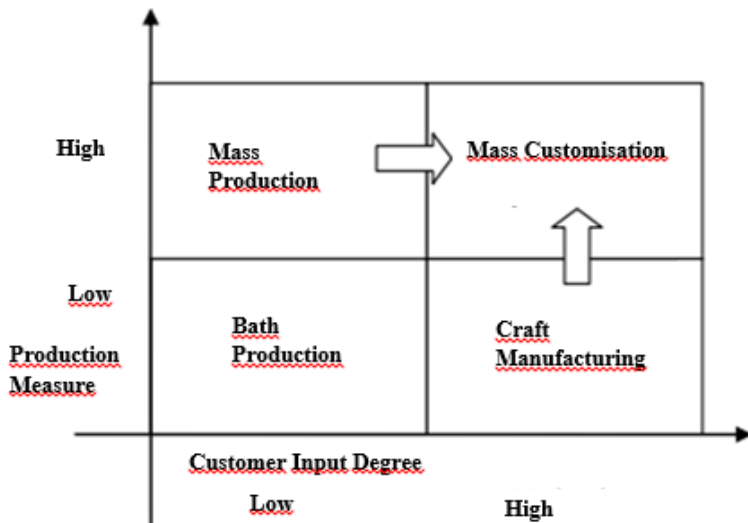 High
Mass
Production
Mass Customisation
Low
Production
Measure
Bath
Production
Craft
Manufacturing
Customer Input Degree
Low
High